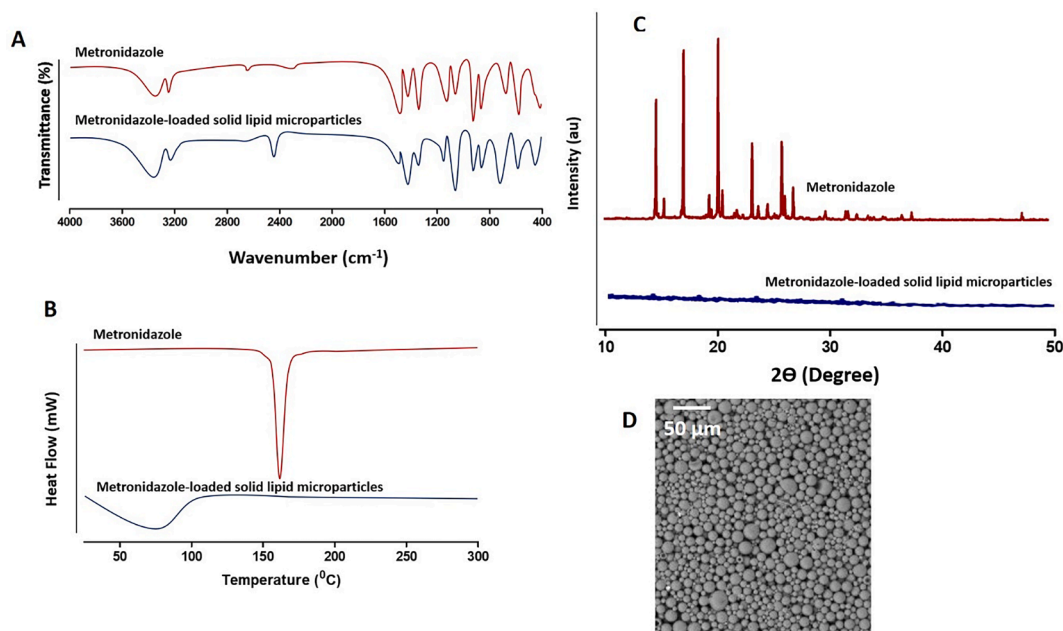 A
Metronidazole
Metronidazole-loaded solid lipid microparticles
Transmittance (%)
4000 3600 3200 2800 2400 2000 1600 1200 800 400
Wavenumber (cm⁻¹)
B
Metronidazole
Metronidazole-loaded solid lipid microparticles
Heat Flow (mW)
50 100 150 200 250 300
Temperature (⁰C)
C
Intensity (au)
Metronidazole
Metronidazole-loaded solid lipid microparticles
10 20 30 40 50
2Θ (Degree)
D
50 µm